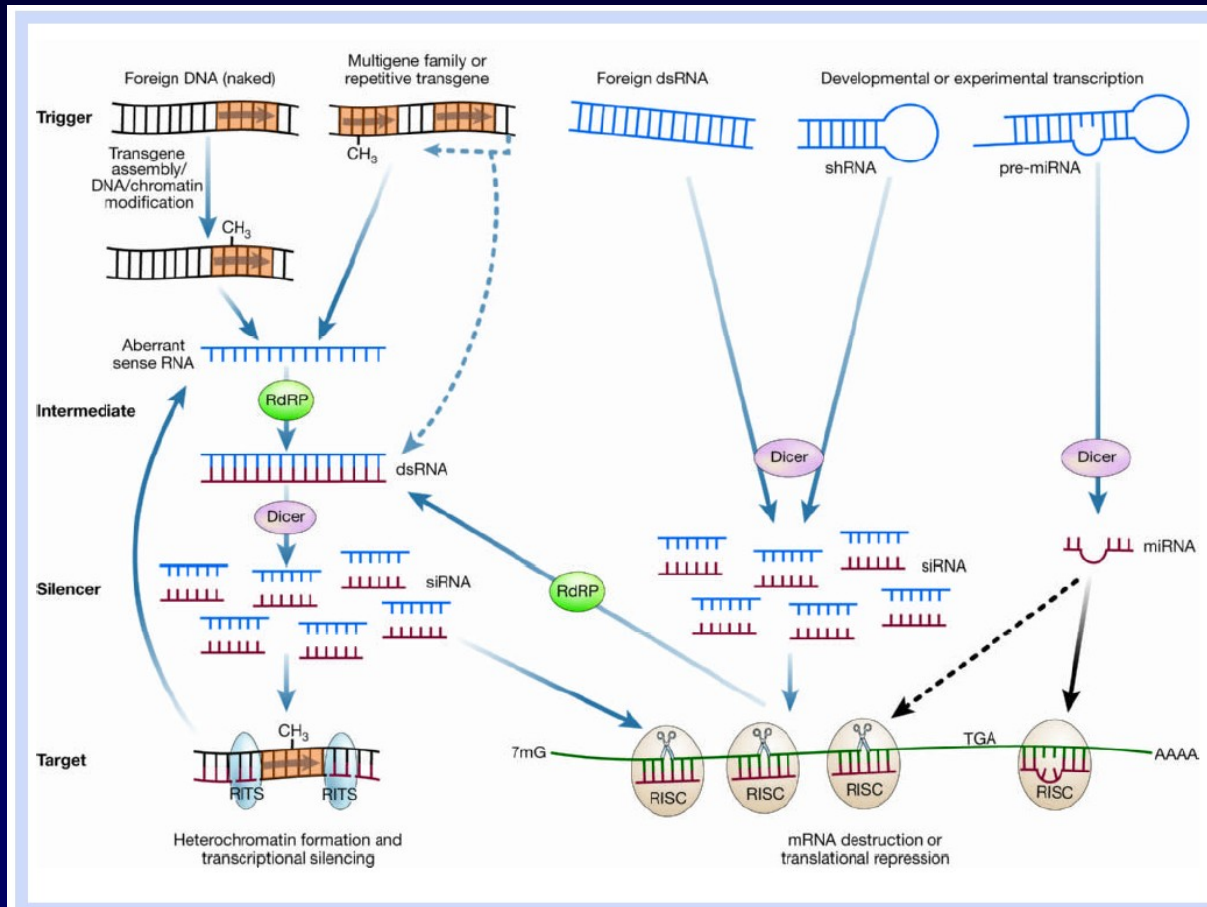 Foreign DNA (naked)
Multigene family or
repetitive transgene
Foreign dsRNA
Developmental or experimental transcription
Trigger
CH3
shRNA
pre-miRNA
Transgene
assembly/
DNA/chromatin
modification
CH3
Aberrant
sense RNA
RdRP
Intermediate
dsRNA
Dicer
Dicer
Dicer
siRNA
siRNA
miRNA
Silencer
RdRP
CH3
Target
RITS
RITS
7mG
TGA
AAAA
RISC
RISC
RISC
RISC
Heterochromatin formation and
transcriptional silencing
mRNA destruction or
translational repression